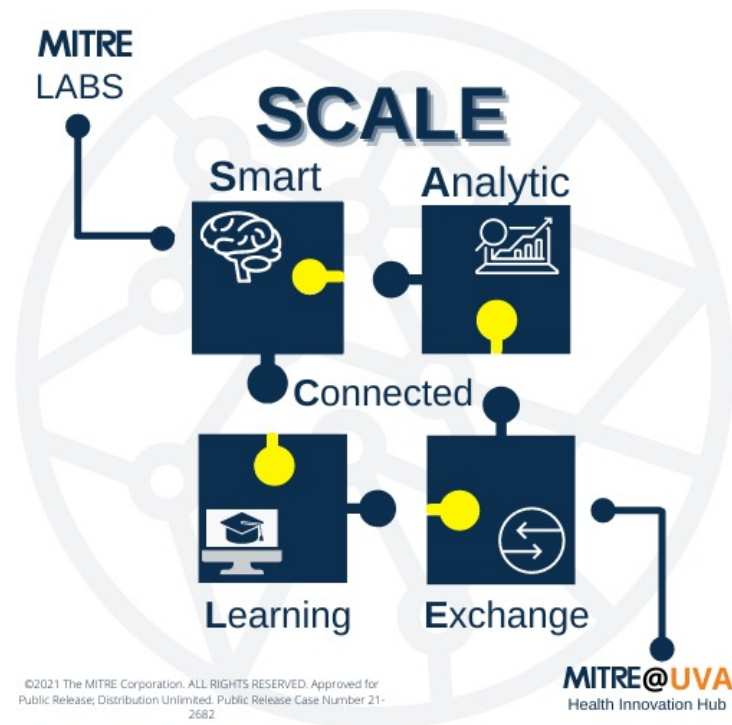 MITRE
LABS
SCALE
Smart
Analytic
Connected
Learning
Exchange
©2021 The MITRE Corporation. ALL RIGHTS RESERVED. Approved for
Public Release; Distribution Unlimited. Public Release Case Number 21-
2682
MITRE@UVA
Health Innovation Hub